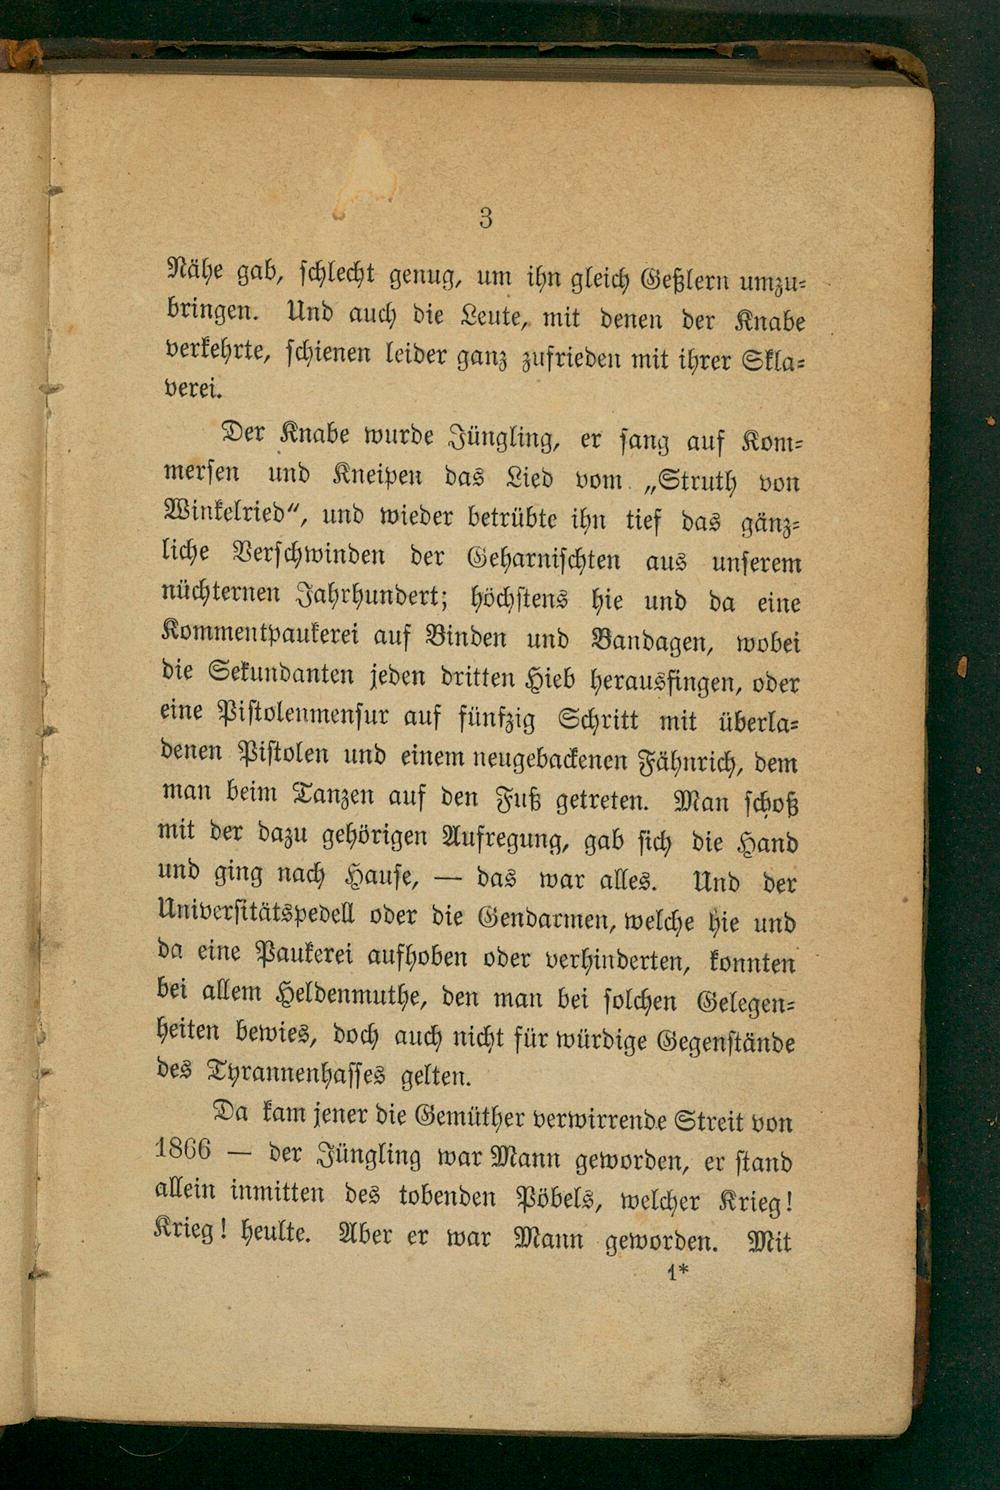 3
Nähe gab, schlecht genug, um ihn gleich Geßlern umzu-
bringen. Und auch die Leute, mit denen der Knabe
verkehrte, schienen leider ganz zufrieden mit ihrer Skla-
verei.
Der Knabe wurde Jüngling, er sang auf Kom-
mersen und Kneipen das Lied vom „Struth von
Winkelried“, und wieder betrübte ihn tief das gänz-
liche Verschwinden der Geharnischten aus unserem
nüchternen Jahrhundert; höchstens hie und da eine
Kommentpaukerei auf Binden und Bandagen, wobei
die Sekundanten jeden dritten Hieb herausfingen, oder
eine Pistolenmensur auf fünfzig Schritt mit überla-
denen Pistolen und einem neugebackenen Fähnrich, dem
man beim Tanzen auf den Fuß getreten. Man schoß
mit der dazu gehörigen Aufregung, gab sich die Hand
und ging nach Hause, — das war alles. Und der
Universitätspedell oder die Gendarmen, welche hie und
da eine Paukerei aufhoben oder verhinderten, konnten
bei allem Heldenmuthe, den man bei solchen Gelegen-
heiten bewies, doch auch nicht für würdige Gegenstände
des Tyrannenhasses gelten.
Da kam jener die Gemüther verwirrende Streit von
1866 — der Jüngling war Mann geworden, er stand
allein inmitten des tobenden Pöbels, welcher Krieg!
Krieg! heulte. Aber er war Mann geworden. Mit
1*